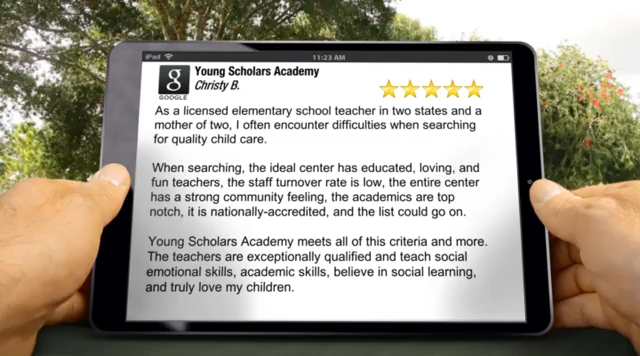 iPod
11:23 AM
g
GOOGLE
Young Scholars Academy
Christy B.
As a licensed elementary school teacher in two states and a
mother of two, I often encounter difficulties when searching
for quality child care.
When searching, the ideal center has educated, loving, and
fun teachers, the staff turnover rate is low, the entire center
has a strong community feeling, the academics are top
notch, it is nationally-accredited, and the list could go on.
Young Scholars Academy meets all of this criteria and more.
The teachers are exceptionally qualified and teach social
emotional skills, academic skills, believe in social learning,
and truly love my children.